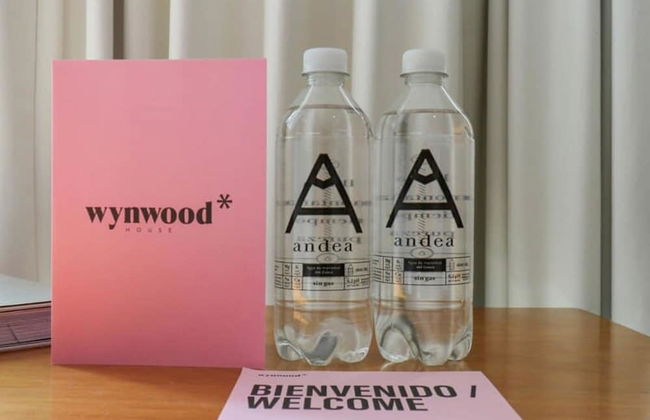 wynwood*
HOUSE
A
andea
sin gas
A
andea
sin gas
wynwood*
BIENVENIDO /
WELCOME